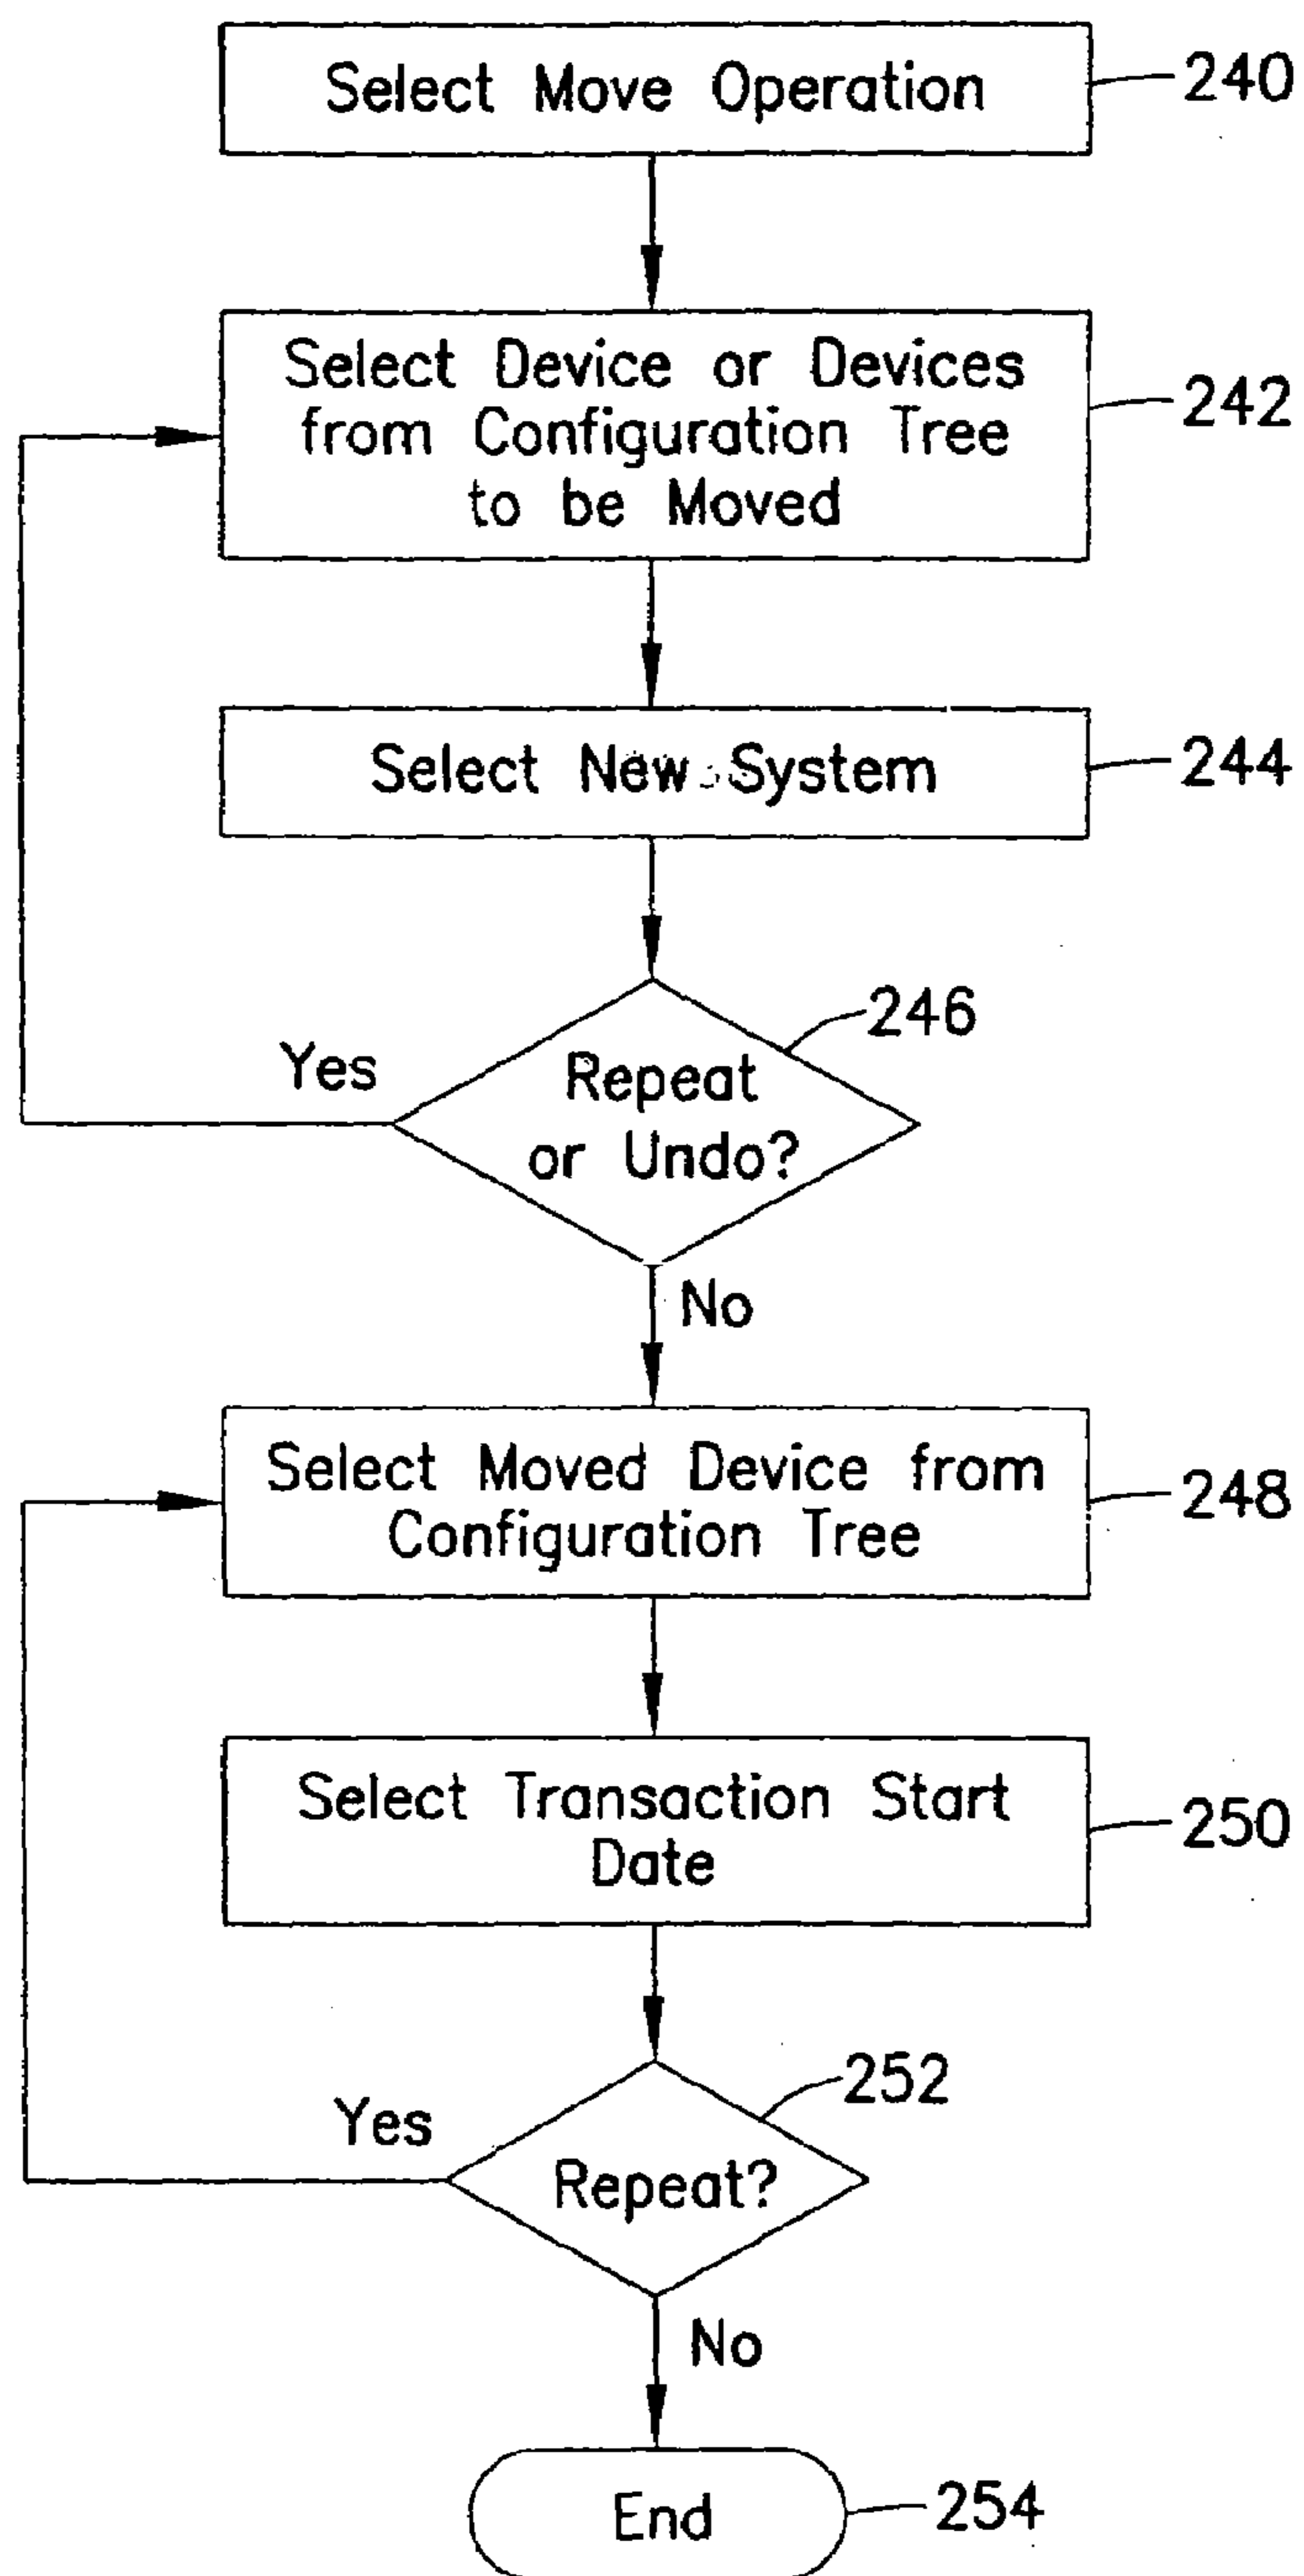 Select Move Operation
240
Select Device or Devices
from Configuration Tree
to be Moved
242
Select New System
244
246
Yes
Repeat
or Undo?
No
Select Moved Device from
Configuration Tree
248
Select Transaction Start
Date
250
252
Yes
Repeat?
No
End
254